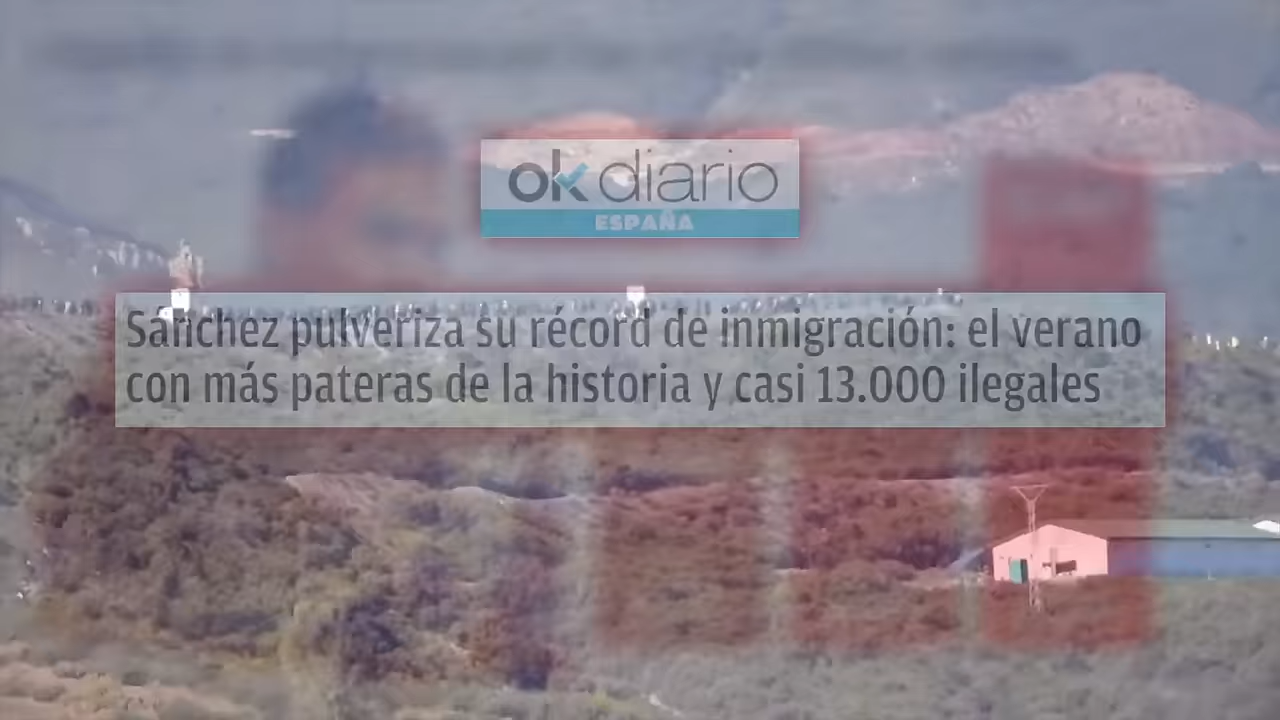 ok diario
ESPAÑA
Sánchez pulveriza su récord de inmigración: el verano
con más pateras de la historia y casi 13.000 ilegales